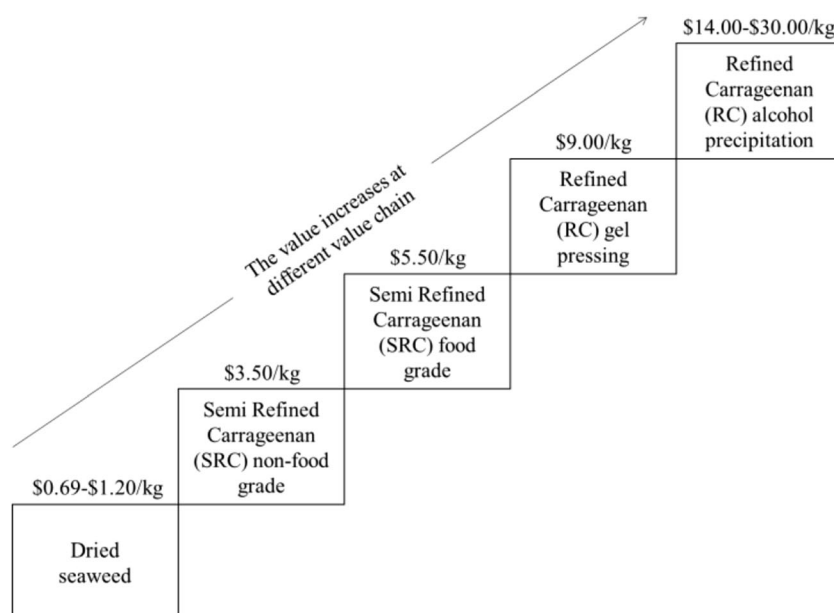 $14.00-$30.00/kg
Refined
Carrageenan
(RC) alcohol
precipitation
$9.00/kg
Refined
Carrageenan
(RC) gel
pressing
The value increases at
different value chain
$5.50/kg
Semi Refined
Carrageenan
(SRC) food
grade
$3.50/kg
Semi Refined
Carrageenan
(SRC) non-food
grade
$0.69-$1.20/kg
Dried
seaweed